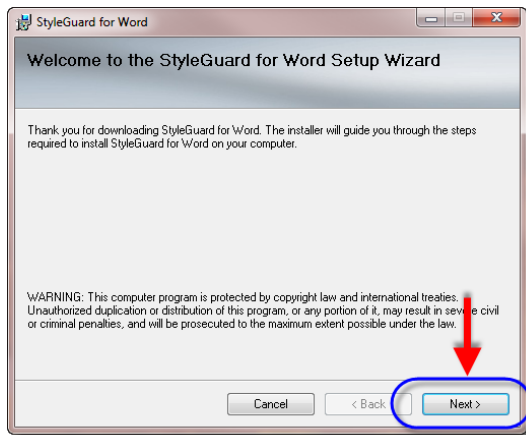 StyleGuard for Word
Welcome to the StyleGuard for Word Setup Wizard
Thank you for downloading StyleGuard for Word. The installer will guide you through the steps
required to install StyleGuard for Word on your computer.
WARNING: This computer program is protected by copyright law and international treaties.
Unauthorized duplication or distribution of this program, or any portion of it, may result in severe civil
or criminal penalties, and will be prosecuted to the maximum extent possible under the law.
Cancel < Back Next >